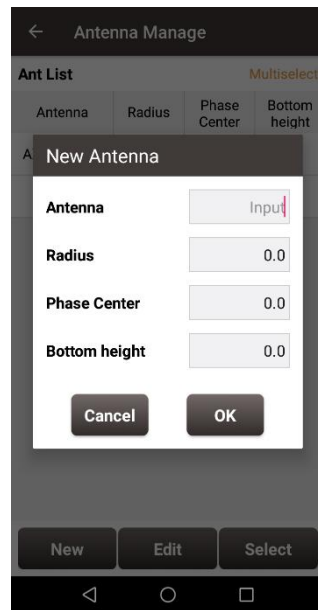 Antenna Manage
Ant List Multiselect
Antenna Radius Phase Center Bottom height
New Antenna
Antenna Input
Radius 0.0
Phase Center 0.0
Bottom height 0.0
Cancel OK
New Edit Select